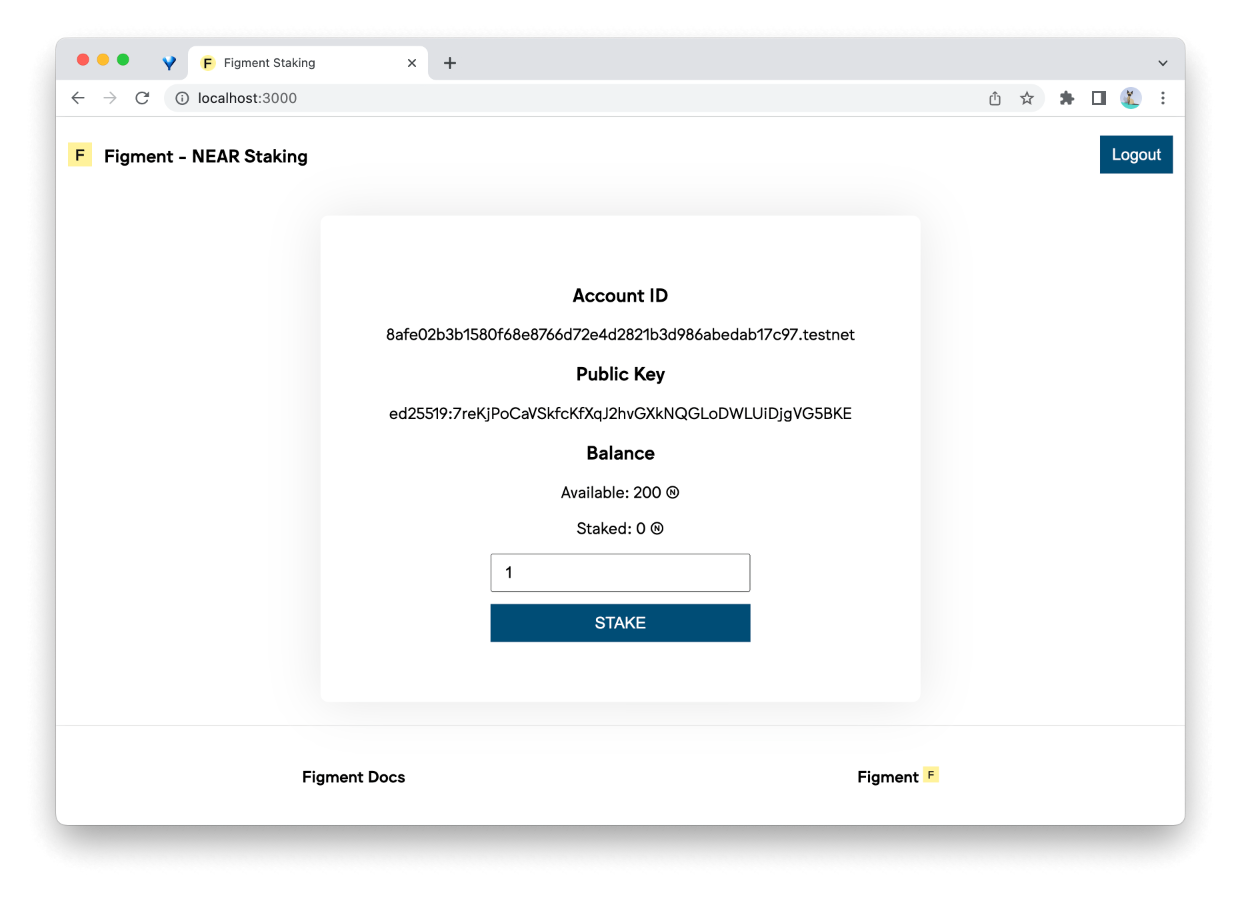 F Figment Staking
localhost:3000
F Figment - NEAR Staking
Logout
Account ID
8afe02b3b1580f68e8766d72e4d2821b3d986abedab17c97.testnet
Public Key
ed25519:7reKjPoCaVSkfcKfXqJ2hvGXkNQGLoDWLUiDjgVG5BKE
Balance
Available: 200 Ⓝ
Staked: 0 Ⓝ
1
STAKE
Figment Docs
Figment F